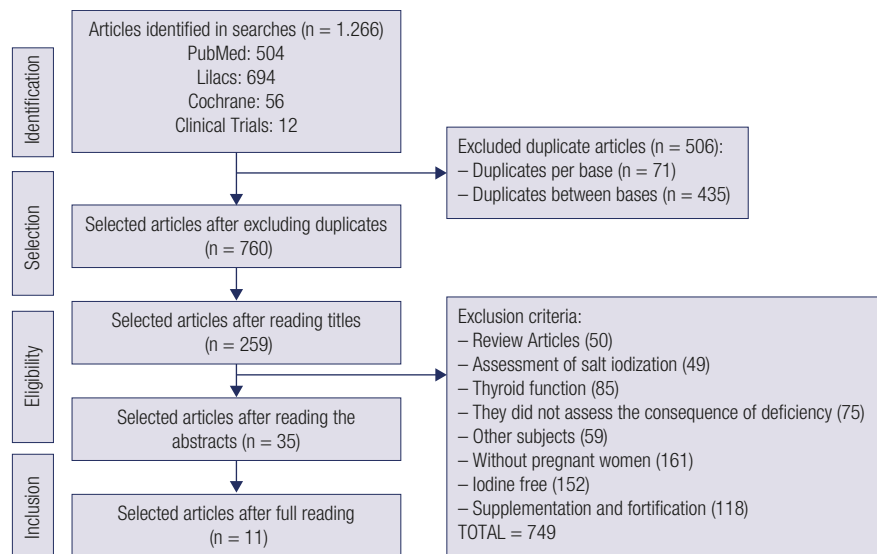 Identification
Articles identified in searches (n = 1.266)
PubMed: 504
Lilacs: 694
Cochrane: 56
Clinical Trials: 12
Excluded duplicate articles (n = 506):
– Duplicates per base (n = 71)
– Duplicates between bases (n = 435)
Selection
Selected articles after excluding duplicates
(n = 760)
Eligibility
Selected articles after reading titles
(n = 259)
Exclusion criteria:
– Review Articles (50)
– Assessment of salt iodization (49)
– Thyroid function (85)
– They did not assess the consequence of deficiency (75)
– Other subjects (59)
– Without pregnant women (161)
– Iodine free (152)
– Supplementation and fortification (118)
TOTAL = 749
Selected articles after reading the
abstracts (n = 35)
Inclusion
Selected articles after full reading
(n = 11)